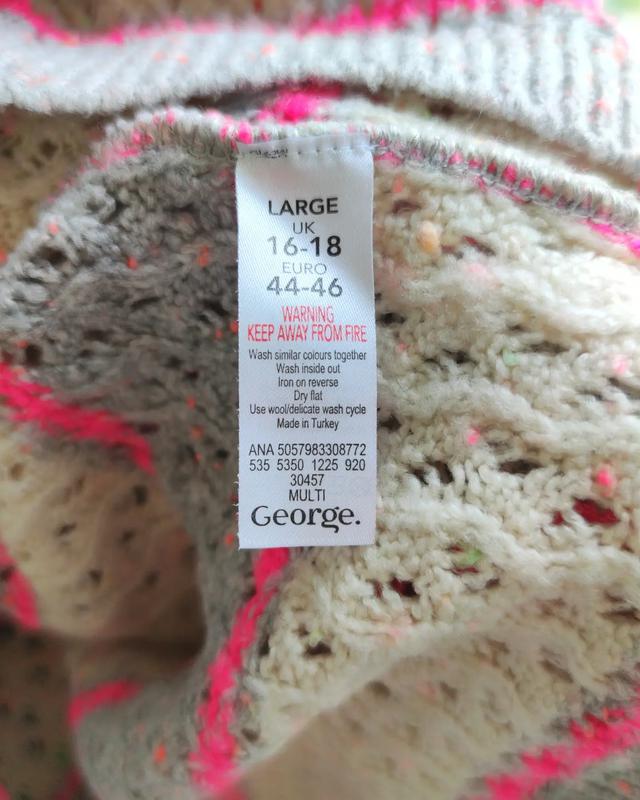 LARGE
UK
16-18
EURO
44-46
WARNING
KEEP AWAY FROM FIRE
Wash similar colours together
Wash inside out
Iron on reverse
Dry flat
Use wool/delicate wash cycle
Made in Turkey
ANA 5057983308772
535 5350 1225 920
30457
MULTI
George.